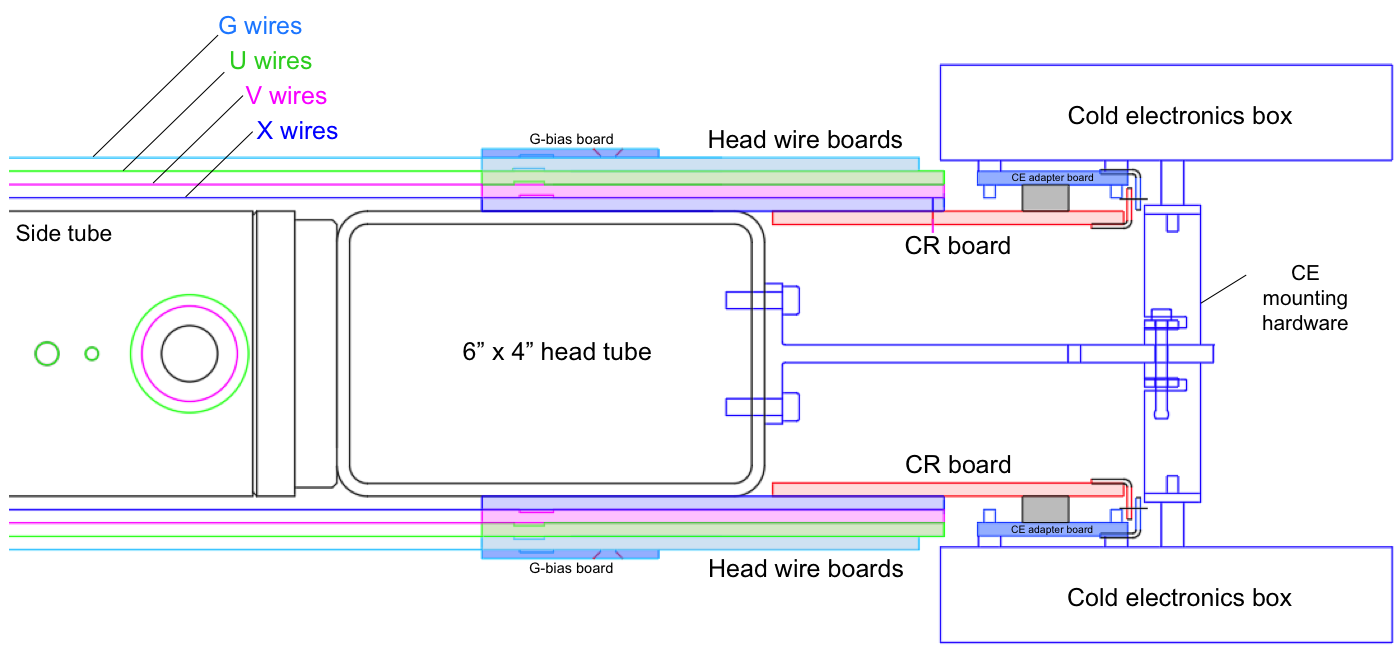 G wires
U wires
V wires
X wires
G-bias board
Head wire boards
Cold electronics box
CE adapter board
Side tube
CR board
CE
mounting
hardware
6” x 4” head tube
CR board
CE adapter board
G-bias board
Head wire boards
Cold electronics box